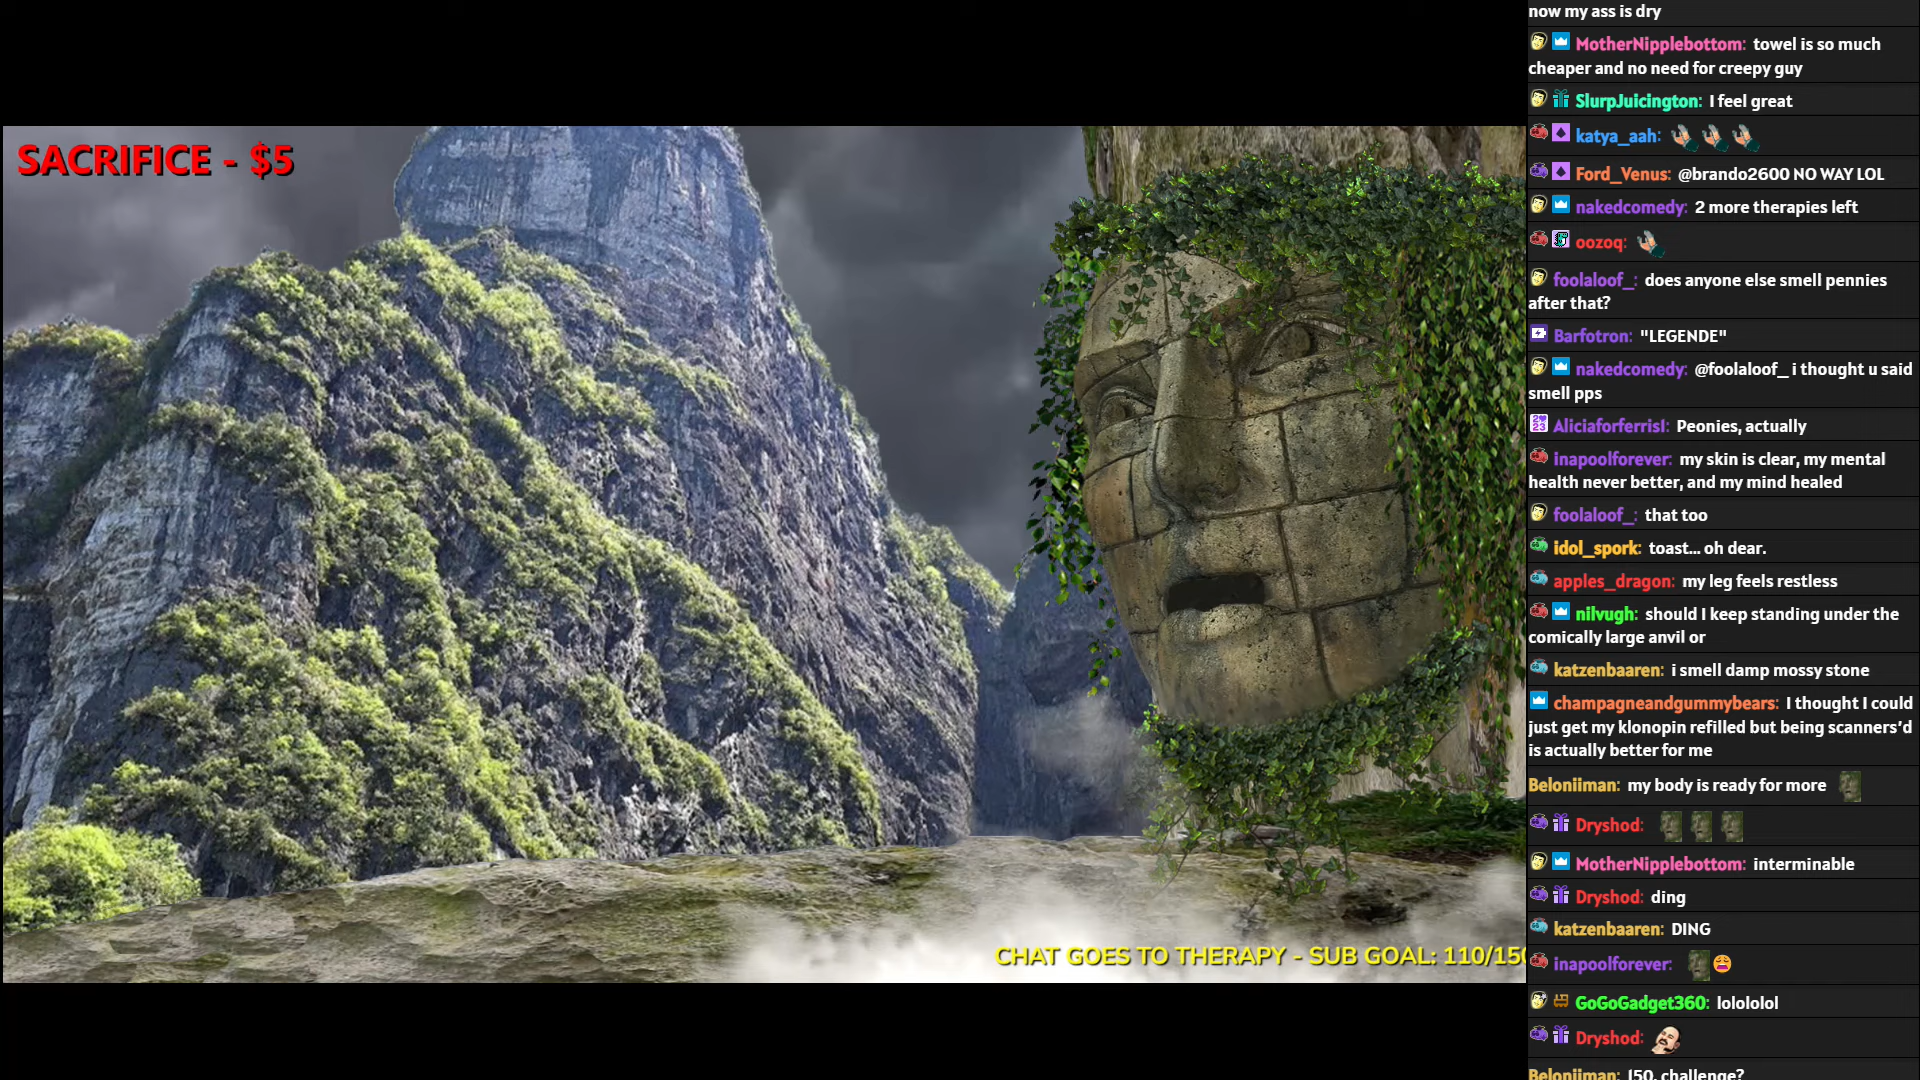 SACRIFICE - $5
CHAT GOES TO THERAPY - SUB GOAL: 110/150
now my ass is dry
MotherNipplebottom: towel is so much
cheaper and no need for creepy guy
SlurpJuicington: I feel great
katya_aah:
Ford_Venus: @brando2600 NO WAY LOL
nakedcomedy: 2 more therapies left
oozoq:
foolaloof_: does anyone else smell pennies
after that?
Barfotron: "LEGENDE"
nakedcomedy: @foolaloof_ i thought u said
smell pps
AliciaforferrisI: Peonies, actually
inapoolforever: my skin is clear, my mental
health never better, and my mind healed
foolaloof_: that too
idol_spork: toast... oh dear.
apples_dragon: my leg feels restless
nilvugh: should I keep standing under the
comically large anvil or
katzenbaaren: i smell damp mossy stone
champagneandgummybears: I thought I could
just get my klonopin refilled but being scanners'd
is actually better for me
Beloniiman: my body is ready for more
Dryshod:
MotherNipplebottom: interminable
Dryshod: ding
katzenbaaren: DING
inapoolforever:
GoGoGadget360: lolololol
Dryshod:
Beloniiman: 150. challenge?